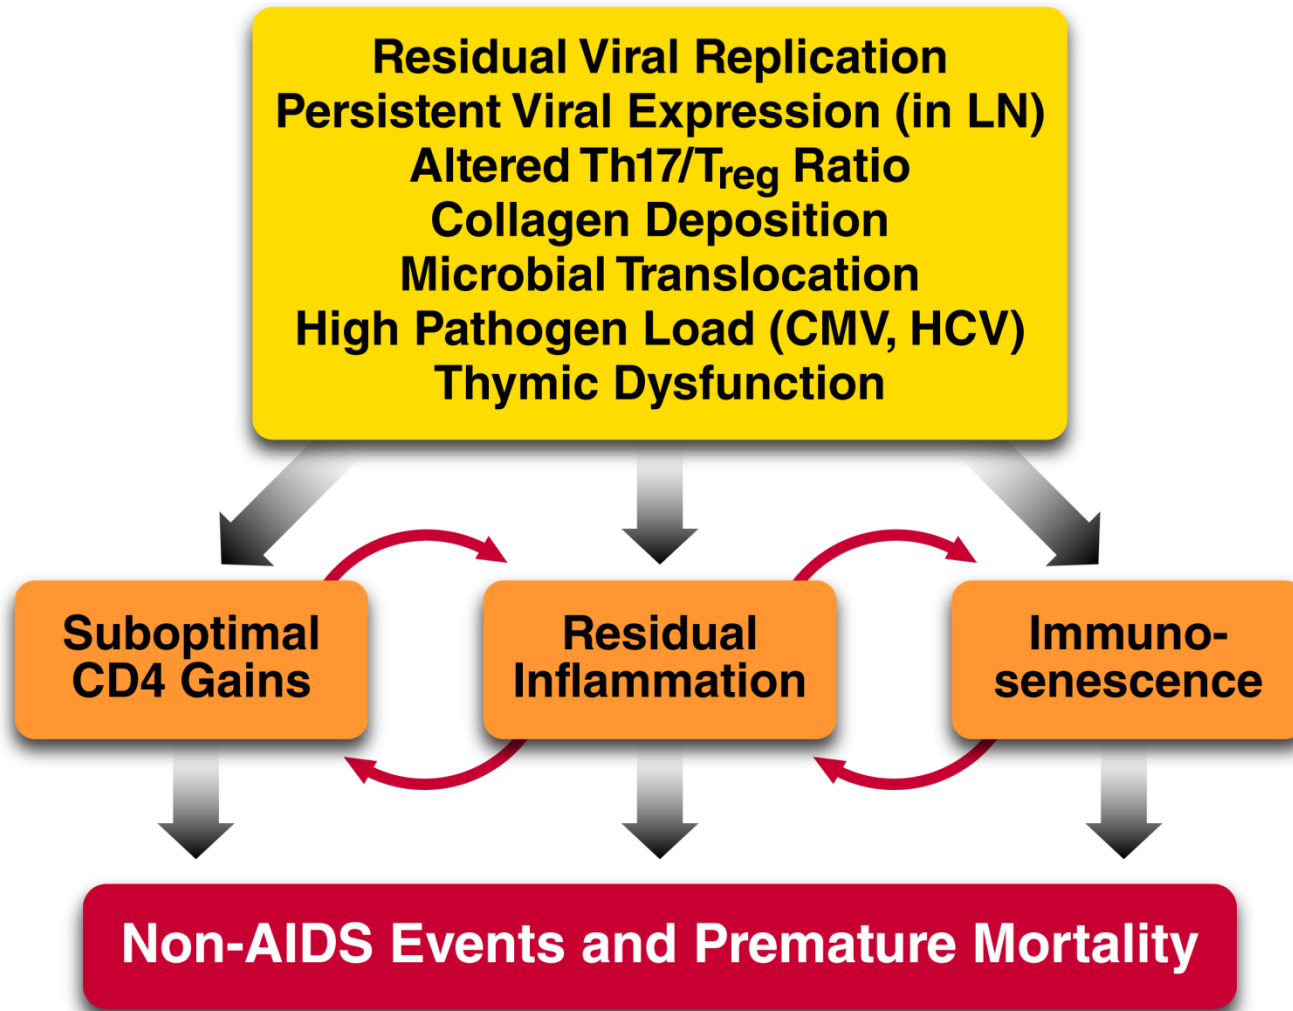 Residual Viral Replication
Persistent Viral Expression (in LN)
Altered Th17/Treg Ratio
Collagen Deposition
Microbial Translocation
High Pathogen Load (CMV, HCV)
Thymic Dysfunction
Suboptimal
CD4 Gains
Residual
Inflammation
Immuno-
senescence
Non-AIDS Events and Premature Mortality